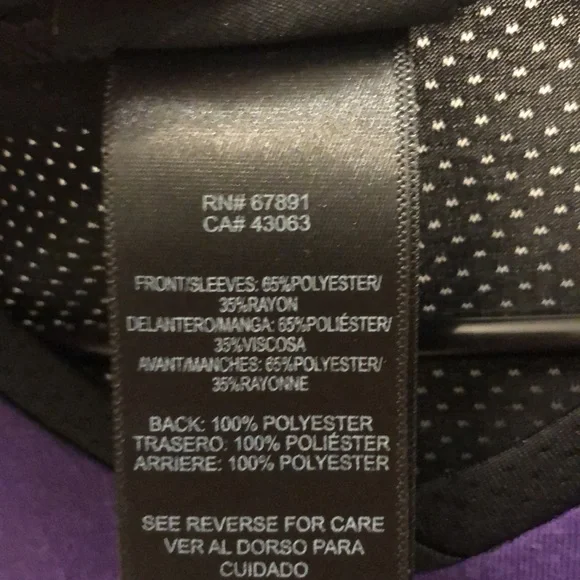 RN# 67891
CA# 43063
FRONT/SLEEVES: 65%POLYESTER/
35%RAYON
DELANTERO/MANGA: 65%POLIÉSTER/
35%VISCOSA
AVANT/MANCHES: 65%POLYESTER/
35%RAYONNE
BACK: 100% POLYESTER
TRASERO: 100% POLIÉSTER
ARRIERE: 100% POLYESTER
SEE REVERSE FOR CARE
VER AL DORSO PARA
CUIDADO